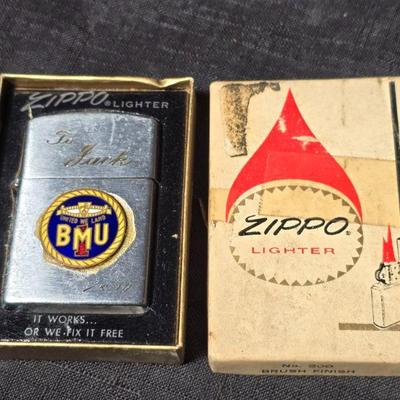 ZIPPO® LIGHTER
To
Jack
UNITED WE LAND
BMU
1
IT WORKS...
OR WE FIX IT FREE
ZIPPO®
LIGHTER
No. 200
BRUSH FINISH